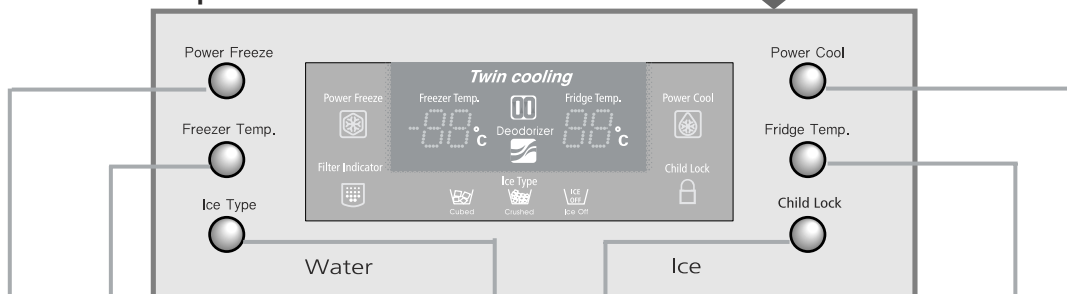 Power Freeze
Power Cool
Twin cooling
Power Freeze
Freezer Temp.
Fridge Temp.
Power Cool
-88°c
Deodorizer
88°c
Freezer Temp.
Fridge Temp.
Filter Indicator
Ice Type
Child Lock
ICE
OFF
Cubed
Crushed
Ice Off
Ice Type
Child Lock
Water
Ice